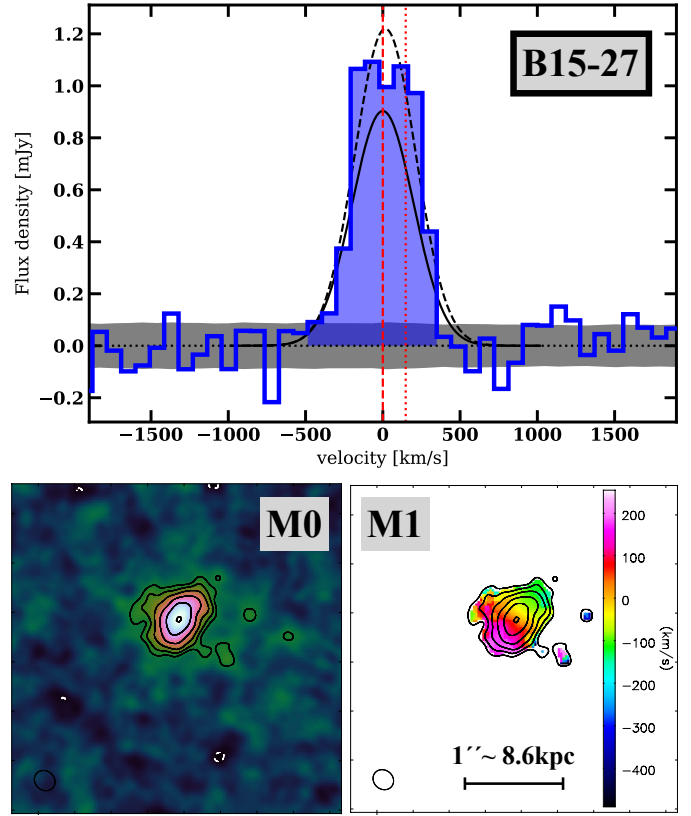 B15-27
Flux density [mJy]
1.2
1.0
0.8
0.6
0.4
0.2
0.0
−0.2
−1500 −1000 −500 0 500 1000 1500
velocity [km/s]
M0
M1
200
100
0
−100
−200
−300
−400
(km/s)
1′′~ 8.6kpc